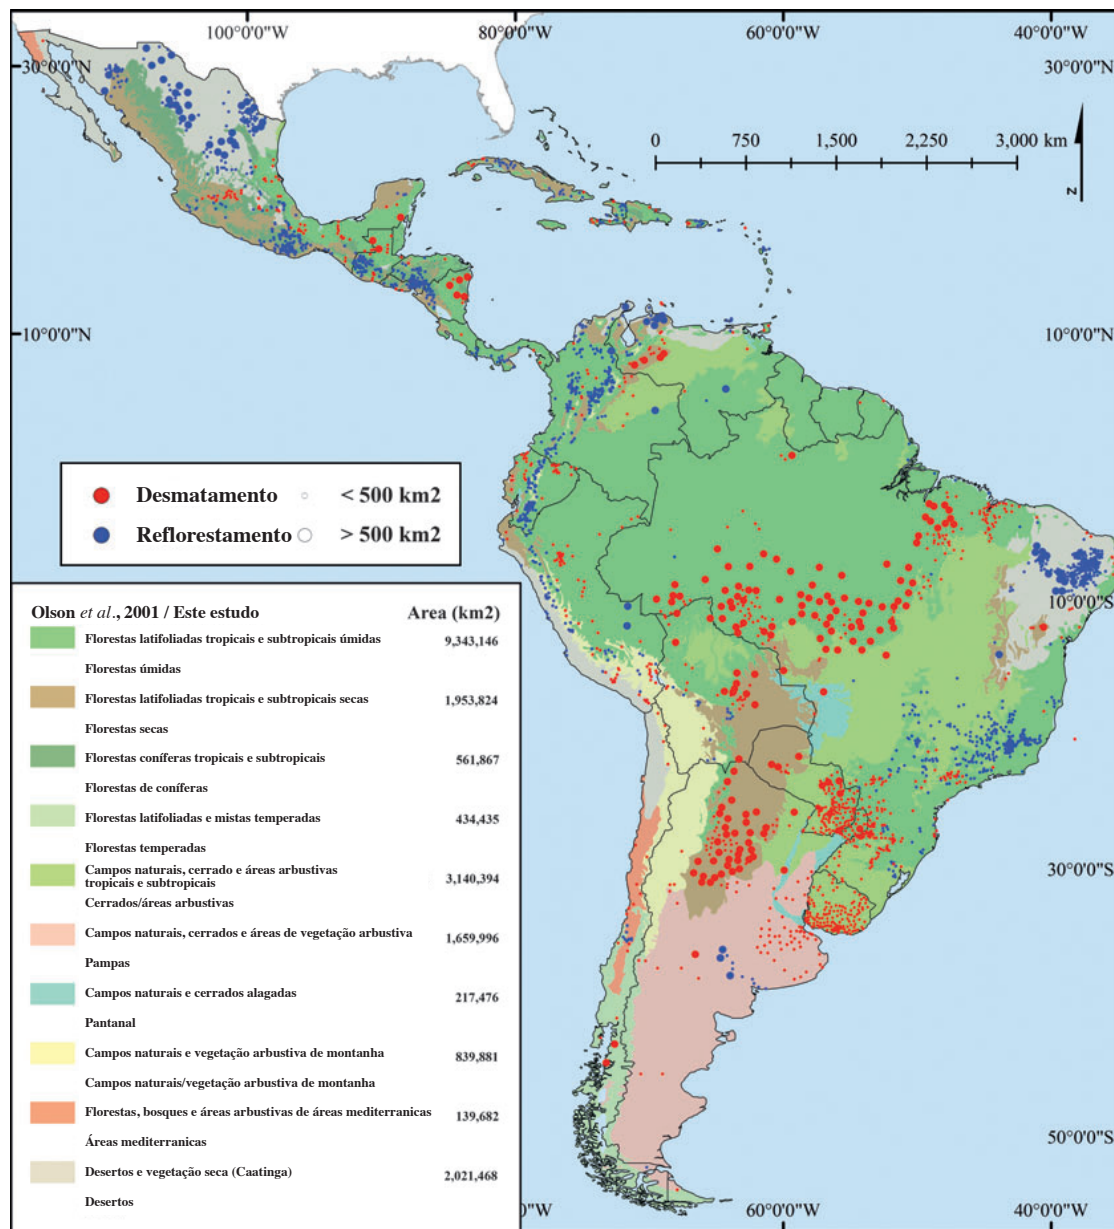 100°0'0"W
80°0'0"W
60°0'0"W
40°0'0"W
30°0'0"N
30°0'0"N
0 750 1,500 2,250 3,000 km
z
10°0'0"N
10°0'0"N
Desmatamento < 500 km2
Reflorestamento > 500 km2
10°0'0"S
Olson et al., 2001 / Este estudo Area (km2)
Florestas latifoliadas tropicais e subtropicais úmidas 9,343,146
Florestas úmidas
Florestas latifoliadas tropicais e subtropicais secas 1,953,824
Florestas secas
Florestas coníferas tropicais e subtropicais 561,867
Florestas de coníferas
Florestas latifoliadas e mistas temperadas 434,435
Florestas temperadas
Campos naturais, cerrado e áreas arbustivas
tropicais e subtropicais 3,140,394
Cerrados/áreas arbustivas
Campos naturais, cerrados e áreas de vegetação arbustiva 1,659,996
Pampas
Campos naturais e cerrados alagadas 217,476
Pantanal
Campos naturais e vegetação arbustiva de montanha 839,881
Campos naturais/vegetação arbustiva de montanha
Florestas, bosques e áreas arbustivas de áreas mediterranicas 139,682
Áreas mediterranicas
Desertos e vegetação seca (Caatinga) 2,021,468
Desertos
30°0'0"S
50°0'0"S
0'0"W
60°0'0"W
40°0'0"W